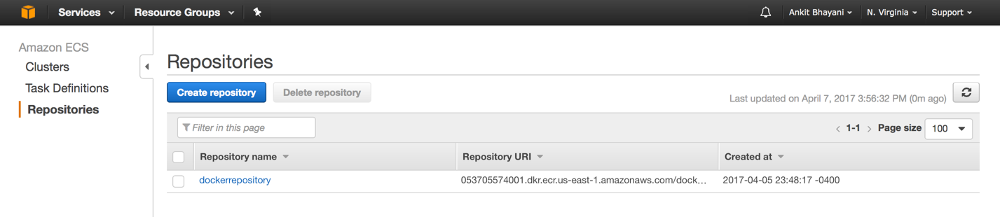 Services Resource Groups Ankit Bhayani N. Virginia Support
Amazon ECS
Clusters
Task Definitions
Repositories
Repositories
Create repository Delete repository Last updated on April 7, 2017 3:56:32 PM (0m ago)
Filter in this page < 1-1 > Page size 100
Repository name Repository URI Created at
dockerrepository 053705574001.dkr.ecr.us-east-1.amazonaws.com/dock... 2017-04-05 23:48:17 -0400